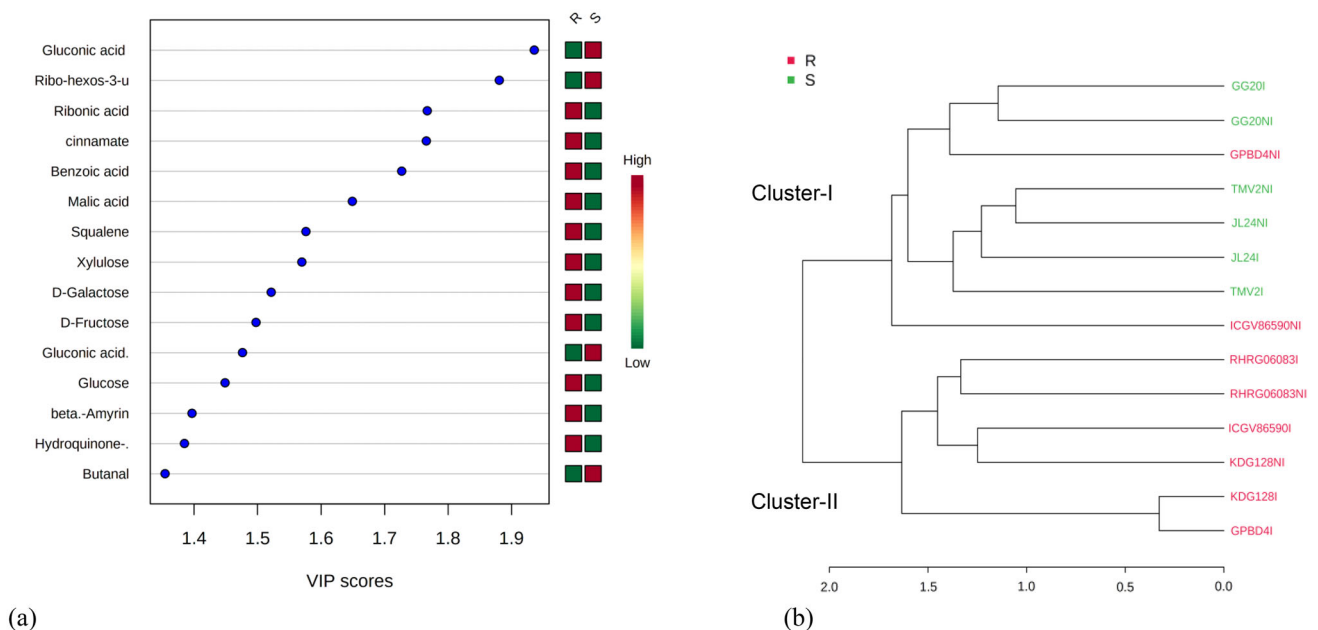 R S
Gluconic acid
Ribo-hexos-3-u
Ribonic acid
cinnamate
Benzoic acid
Malic acid
Squalene
Xylulose
D-Galactose
D-Fructose
Gluconic acid.
Glucose
beta.-Amyrin
Hydroquinone-.
Butanal
High
Low
1.4 1.5 1.6 1.7 1.8 1.9
VIP scores
(a)
R
S
Cluster-I
Cluster-II
GG20I
GG20NI
GPBD4NI
TMV2NI
JL24NI
JL24I
TMV2I
ICGV86590NI
RHRG06083I
RHRG06083NI
ICGV86590I
KDG128NI
KDG128I
GPBD4I
2.0 1.5 1.0 0.5 0.0
(b)